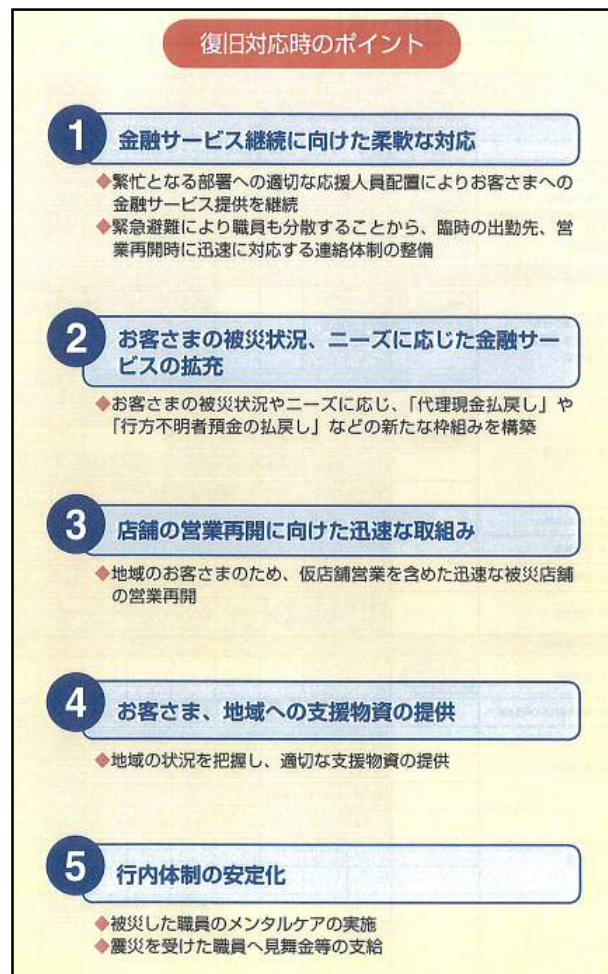 復旧対応時のポイント
1 金融サービス継続に向けた柔軟な対応
◆繁忙となる部署への適切な応援人員配置によりお客さまへの
金融サービス提供を継続
◆緊急避難により職員も分散することから、臨時の出勤先、営
業再開時に迅速に対応する連絡体制の整備
2 お客さまの被災状況、ニーズに応じた金融サー
ビスの拡充
◆お客さまの被災状況やニーズに応じ、「代理現金払戻し」や
「行方不明者預金の払戻し」などの新たな枠組みを構築
3 店舗の営業再開に向けた迅速な取組み
◆地域のお客さまのため、仮店舗営業を含めた迅速な被災店舗
の営業再開
4 お客さま、地域への支援物資の提供
◆地域の状況を把握し、適切な支援物資の提供
5 行内体制の安定化
◆被災した職員のメンタルケアの実施
◆震災を受けた職員へ見舞金等の支給